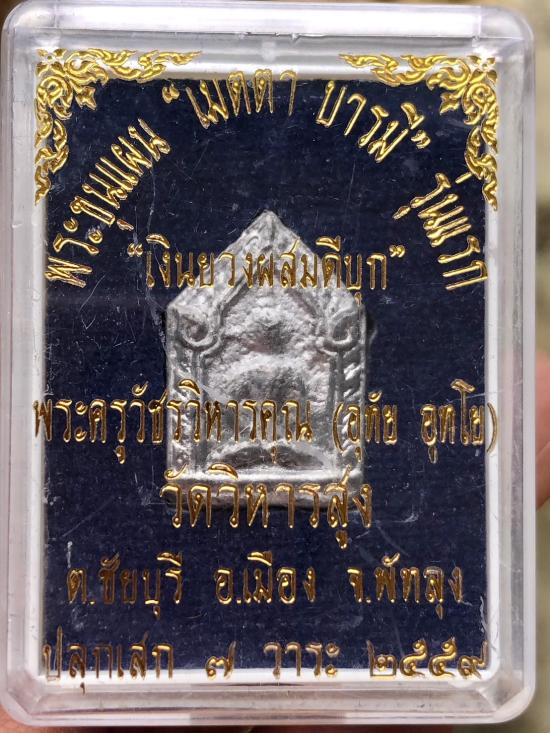 พระขุนแผน "เมตตา บารมี" รุ่นแรก
"เงินยวงผสมดีบุก"
พระครูวัชรวิหารคุณ (อุทัย อุทโย)
วัดวิหารสูง
ต.ชัยบุรี อ.เมือง จ.พัทลุง
ปลุกเสก ๗ วาระ ๒๕๕๙